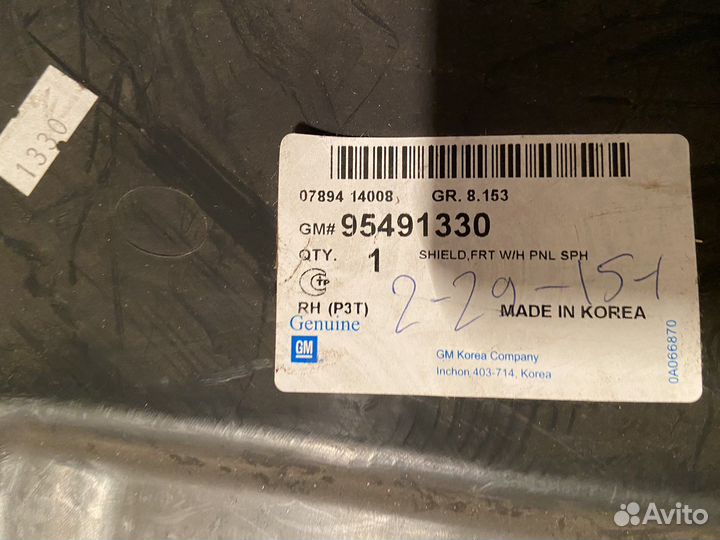 1330
07894 14008 GR. 8.153
GM# 95491330
QTY. 1 SHIELD,FRT W/H PNL SPH
TP
RH (P3T) 2-29-151 MADE IN KOREA
Genuine
GM
GM Korea Company
Inchon 403-714, Korea
0A066870
Avito